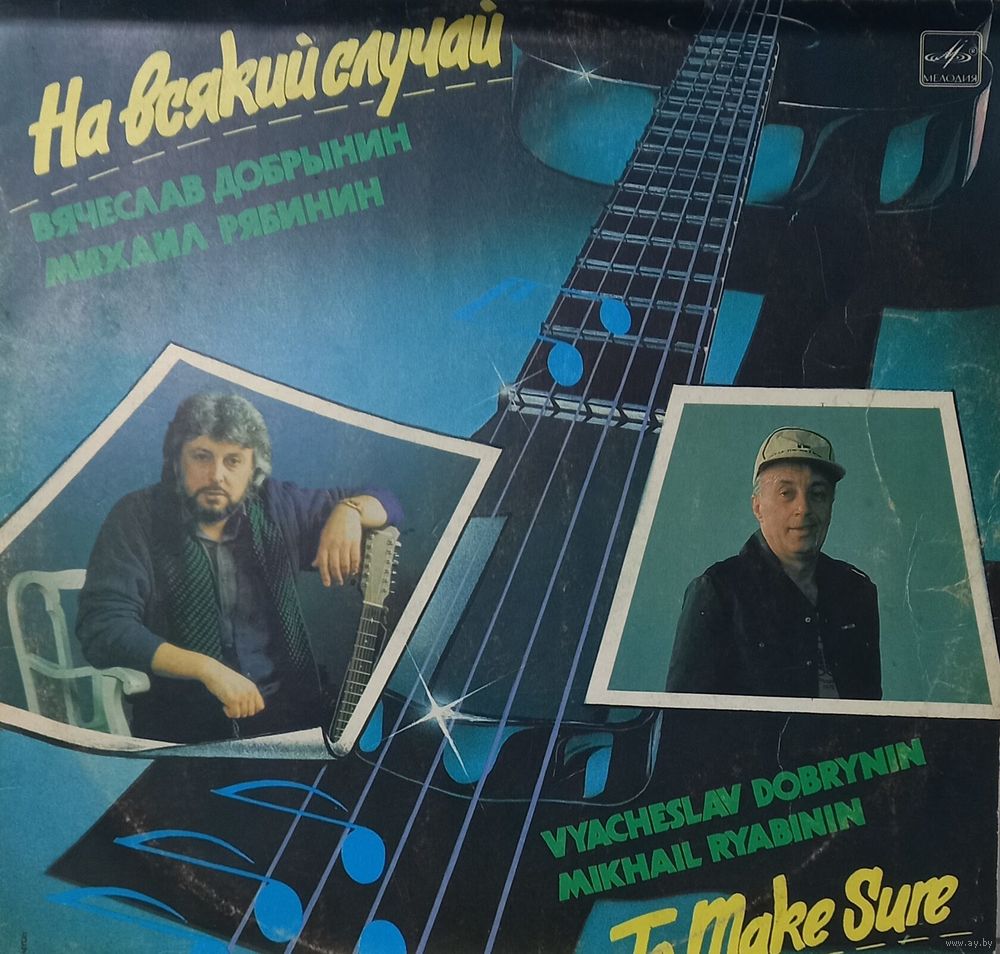 На всякий случай
МЕЛОДИЯ
ВЯЧЕСЛАВ ДОБРЫНИН
МИХАИЛ РЯБИНИН
VYACHESLAV DOBRYNIN
MIKHAIL RYABININ
To Make Sure
www.ay.by